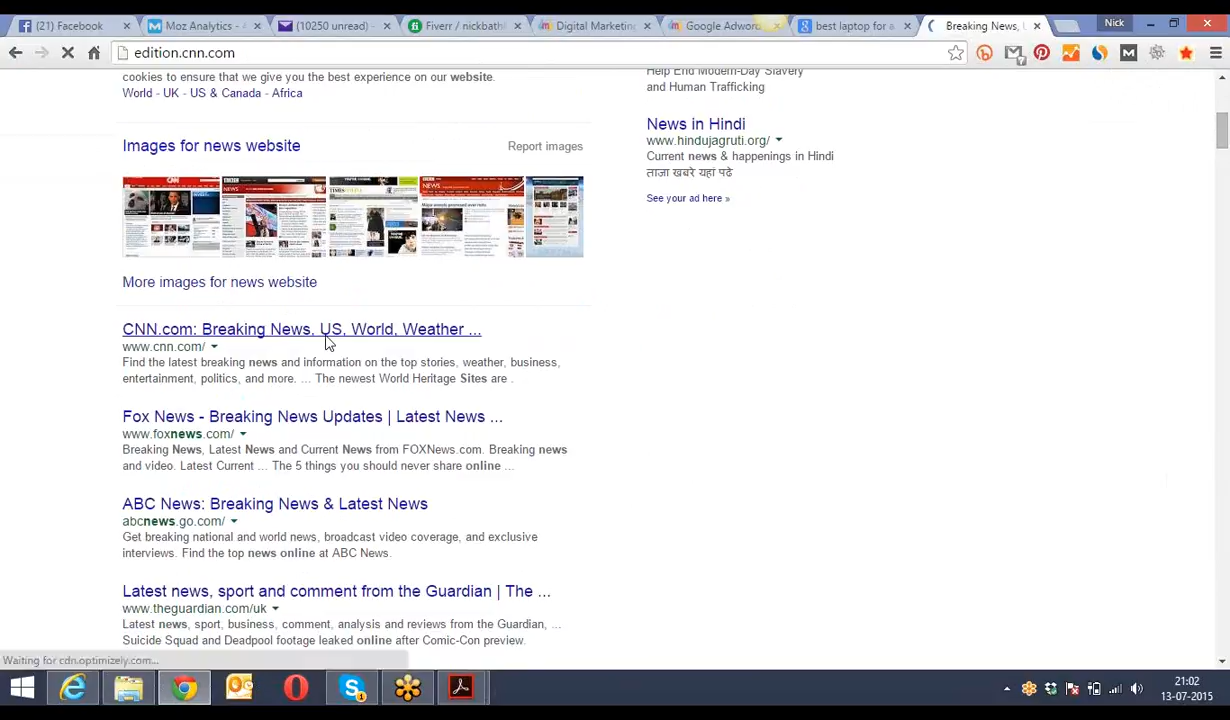 (21) Facebook
Moz Analytics -
(10250 unread)
Fiverr / nickbath
Digital Marketing
Google Adword
best laptop for a
Breaking News,
Nick
edition.cnn.com
cookies to ensure that we give you the best experience on our website.
World - UK - US & Canada - Africa
Images for news website
Report images
More images for news website
CNN.com: Breaking News, US, World, Weather ...
www.cnn.com/
Find the latest breaking news and information on the top stories, weather, business,
entertainment, politics, and more. ... The newest World Heritage Sites are .
Fox News - Breaking News Updates | Latest News ...
www.foxnews.com/
Breaking News, Latest News and Current News from FOXNews.com. Breaking news
and video. Latest Current ... The 5 things you should never share online ...
ABC News: Breaking News & Latest News
abcnews.go.com/
Get breaking national and world news, broadcast video coverage, and exclusive
interviews. Find the top news online at ABC News.
Latest news, sport and comment from the Guardian | The ...
www.theguardian.com/uk
Latest news, sport, business, comment, analysis and reviews from the Guardian, ...
Suicide Squad and Deadpool footage leaked online after Comic-Con preview.
Help End Modern-Day Slavery
and Human Trafficking
News in Hindi
www.hindujagruti.org/
Current news & happenings in Hindi
ताज़ा खबरे यहां पढे
See your ad here »
Waiting for cdn.optimizely.com...
21:02
13-07-2015